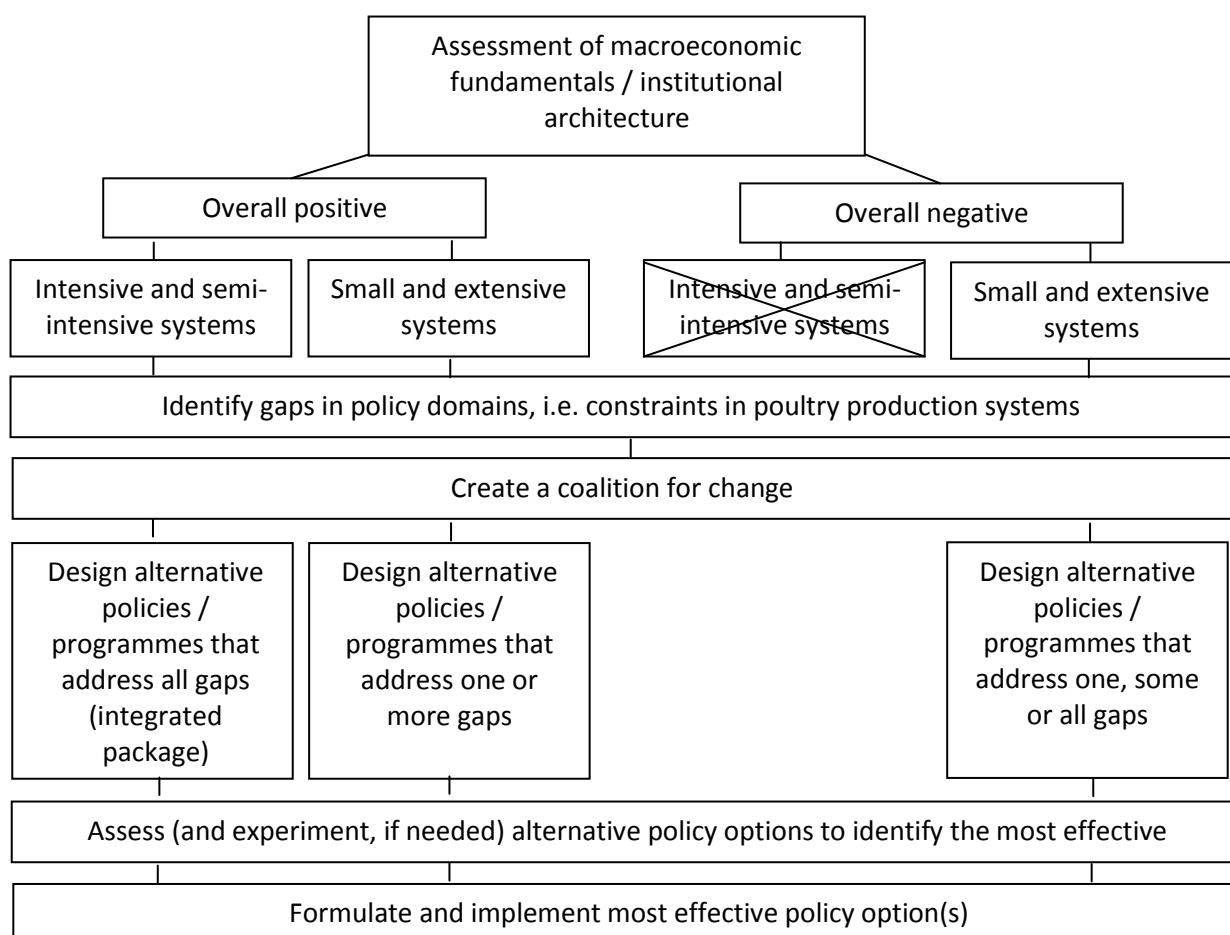 Assessment of macroeconomic
fundamentals / institutional
architecture
Overall positive
Overall negative
Intensive and semi-
intensive systems
Small and extensive
systems
Intensive and semi-
intensive systems
Small and extensive
systems
Identify gaps in policy domains, i.e. constraints in poultry production systems
Create a coalition for change
Design alternative
policies /
programmes that
address all gaps
(integrated
package)
Design alternative
policies /
programmes that
address one or
more gaps
Design alternative
policies /
programmes that
address one, some
or all gaps
Assess (and experiment, if needed) alternative policy options to identify the most effective
Formulate and implement most effective policy option(s)